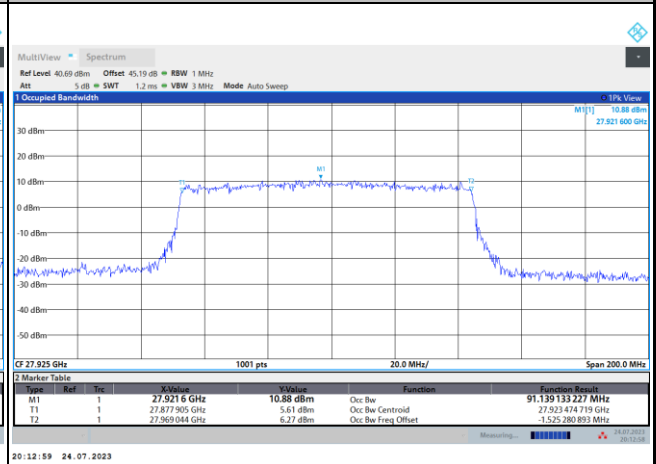 MultiView Spectrum
Ref Level 40.69 dBm Offset 45.19 dB RBW 1 MHz
Att 5 dB SWT 1.2 ms VBW 3 MHz Mode Auto Sweep
1 Occupied Bandwidth 1Pk View
M1[1] 10.88 dBm
27.921 600 GHz
30 dBm
20 dBm
M1
10 dBm
T1 T2
0 dBm
-10 dBm
-20 dBm
-30 dBm
-40 dBm
-50 dBm
CF 27.925 GHz 1001 pts 20.0 MHz/ Span 200.0 MHz
2 Marker Table
Type Ref Trc X-Value Y-Value Function Function Result
M1 1 27.921 6 GHz 10.88 dBm Occ Bw 91.139 133 227 MHz
T1 1 27.877 905 GHz 5.61 dBm Occ Bw Centroid 27.923 474 719 GHz
T2 1 27.969 044 GHz 6.27 dBm Occ Bw Freq Offset -1.525 280 893 MHz
Measuring... 24.07.2023
20:12:58
20:12:59 24.07.2023